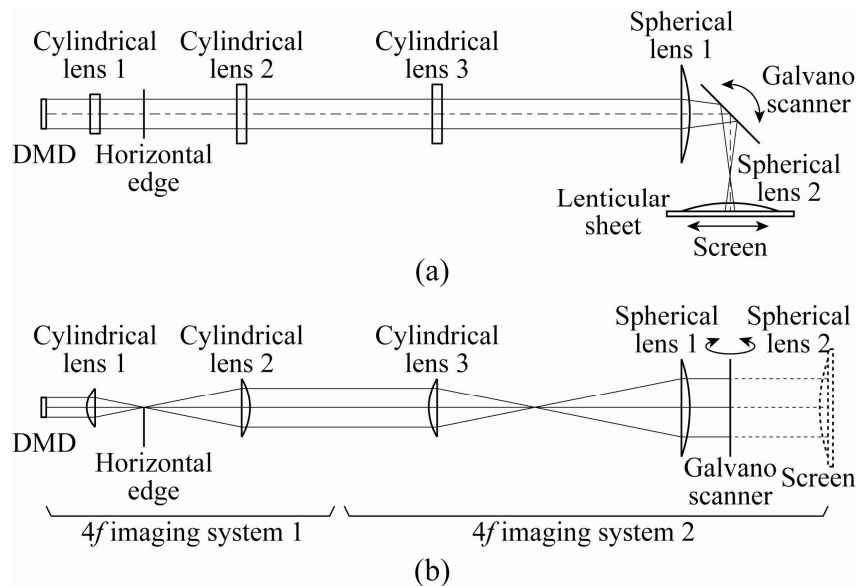 Cylindrical
lens 1
Cylindrical
lens 2
Cylindrical
lens 3
Spherical
lens 1
Galvano
scanner
DMD
Horizontal
edge
Spherical
lens 2
Lenticular
sheet
Screen
(a)
Cylindrical
lens 1
Cylindrical
lens 2
Cylindrical
lens 3
Spherical
lens 1
Spherical
lens 2
DMD
Horizontal
edge
Galvano
scanner
Screen
4f imaging system 1
4f imaging system 2
(b)